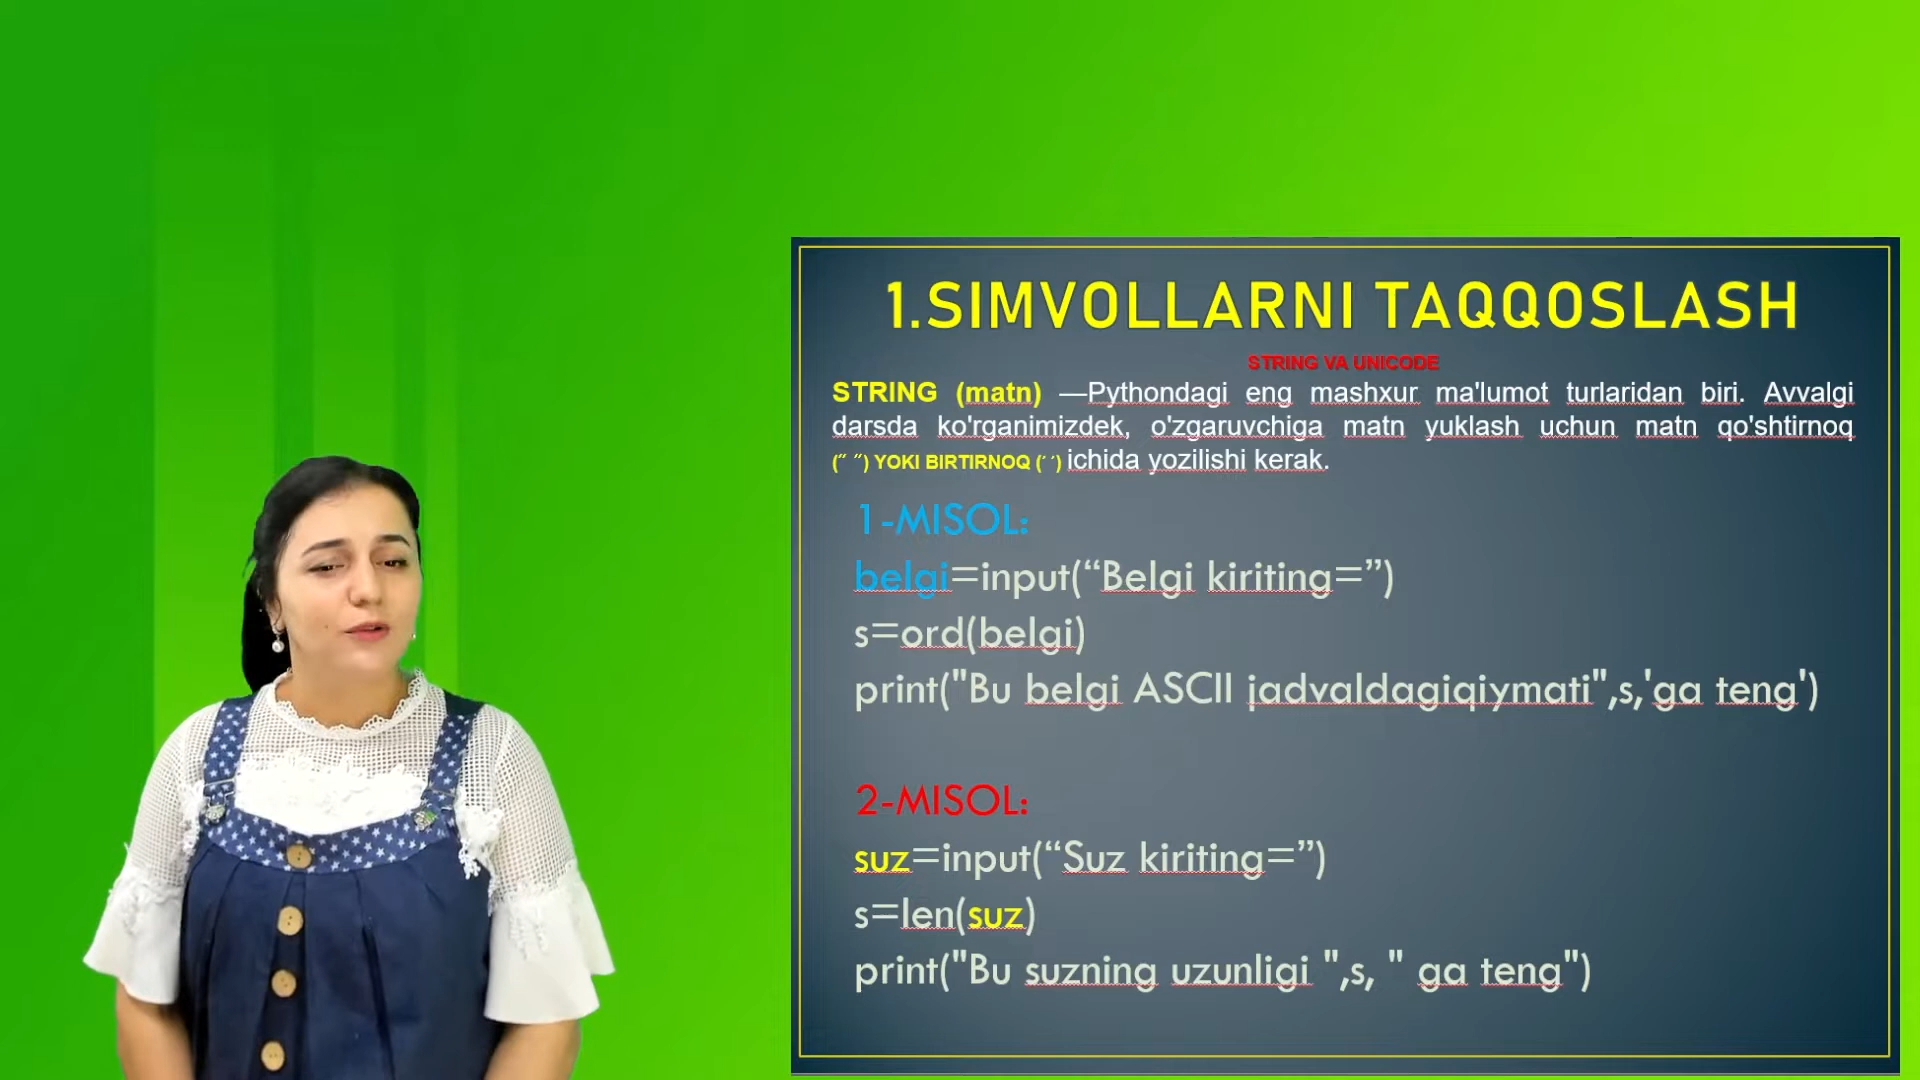 1.SIMVOLLARNI TAQQOSLASH
STRING VA UNICODE
STRING (matn) —Pythondagi eng mashxur ma'lumot turlaridan biri. Avvalgi
darsda ko'rganimizdek, o'zgaruvchiga matn yuklash uchun matn qo'shtirnoq
(˝ ˝) YOKI BIRTIRNOQ (´ ´) ichida yozilishi kerak.
1-MISOL:
belgi=input(“Belgi kiriting=”)
s=ord(belgi)
print("Bu belgi ASCII jadvaldagiqiymati",s,'ga teng')
2-MISOL:
suz=input(“Suz kiriting=”)
s=len(suz)
print("Bu suzning uzunligi ",s, " ga teng")